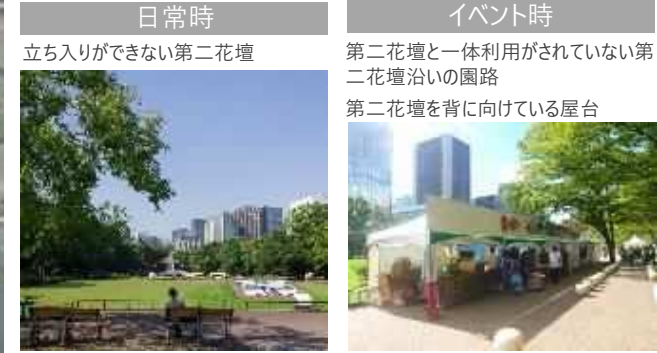 日常時
立ち入りができない第二花壇
イベント時
第二花壇と一体利用がされていない第
二花壇沿いの園路
第二花壇を背に向けている屋台